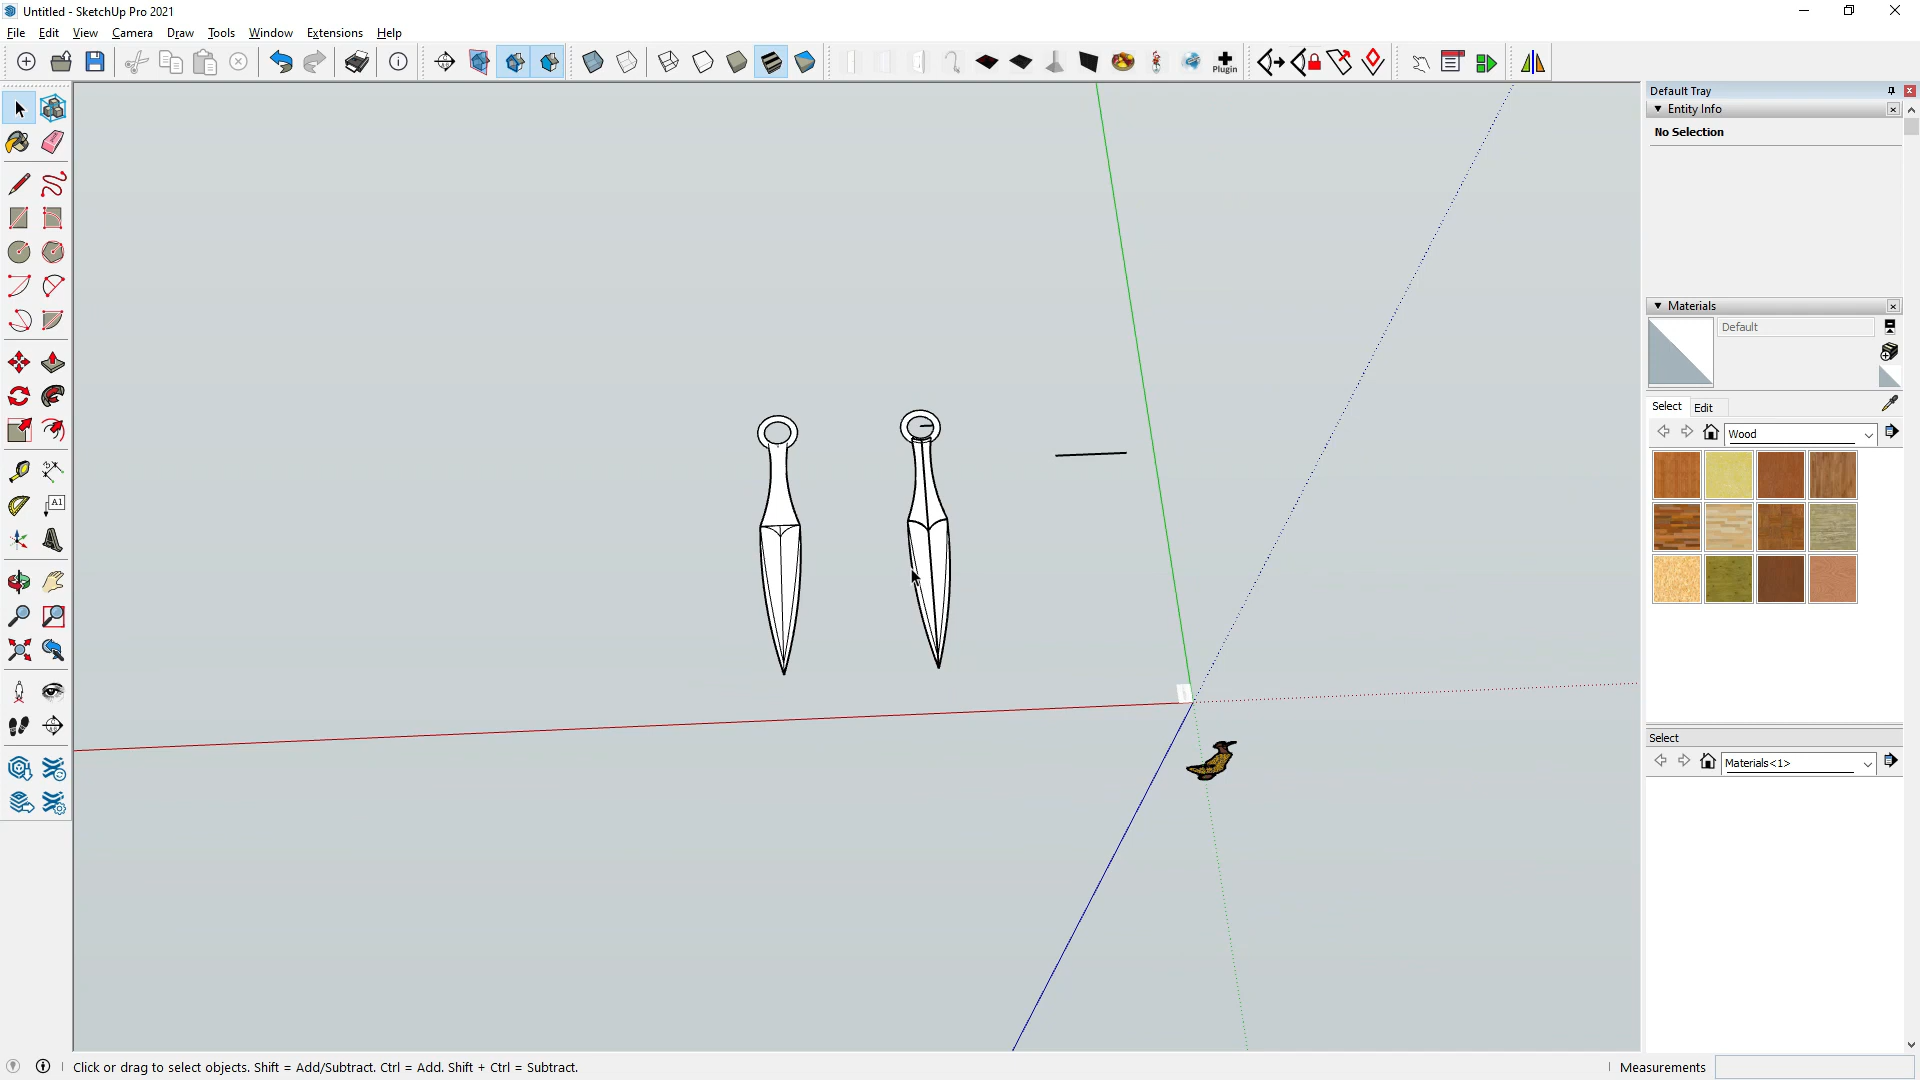 Untitled - SketchUp Pro 2021
File Edit View Camera Draw Tools Window Extensions Help
Plugin
Default Tray
Entity Info
No Selection
Materials
Default
Select Edit
Wood
A1
Select
Materials<1>
Click or drag to select objects. Shift = Add/Subtract. Ctrl = Add. Shift + Ctrl = Subtract.
Measurements